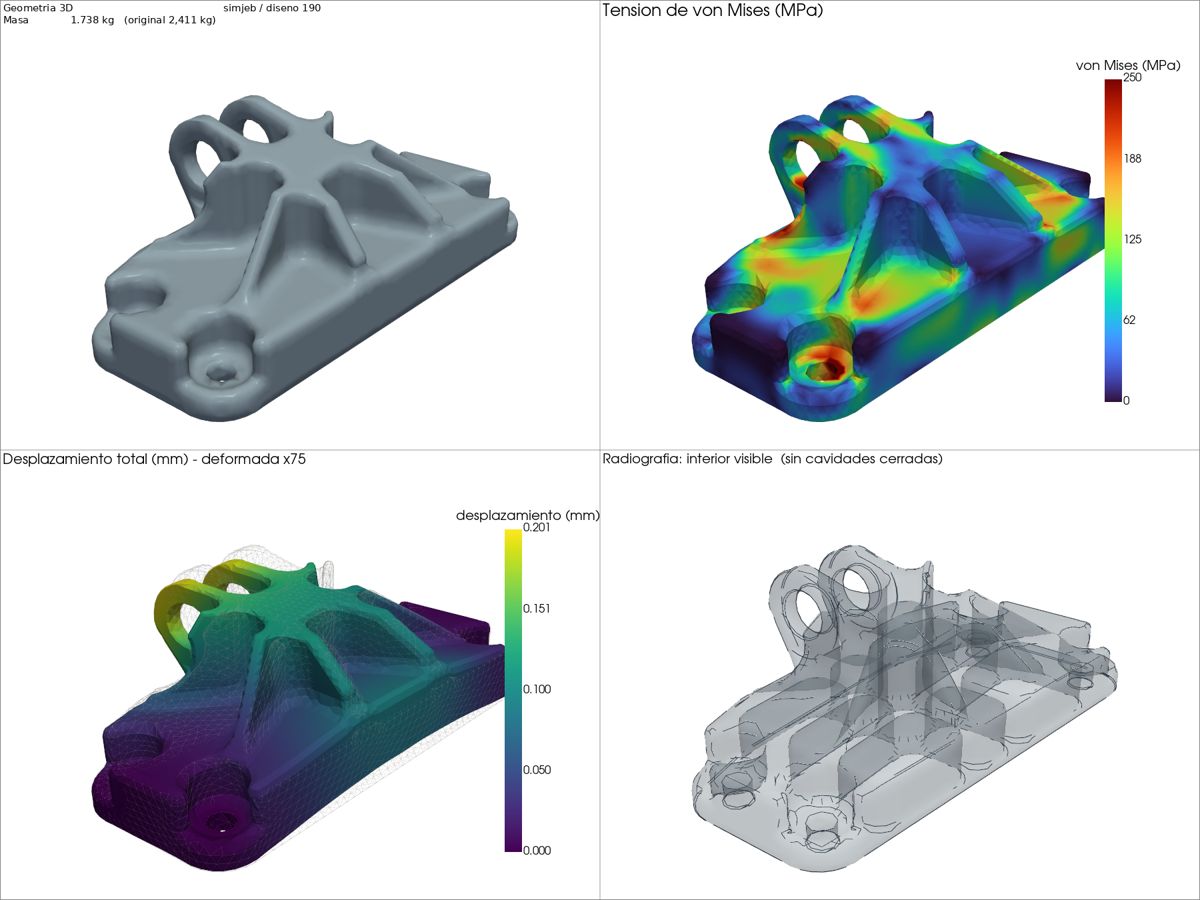 Geometria 3D simjeb / diseno 190
Masa 1.738 kg (original 2,411 kg)
Tension de von Mises (MPa)
von Mises (MPa)
250
188
125
62
0
Desplazamiento total (mm) - deformada x75
desplazamiento (mm)
0.201
0.151
0.100
0.050
0.000
Radiografia: interior visible (sin cavidades cerradas)